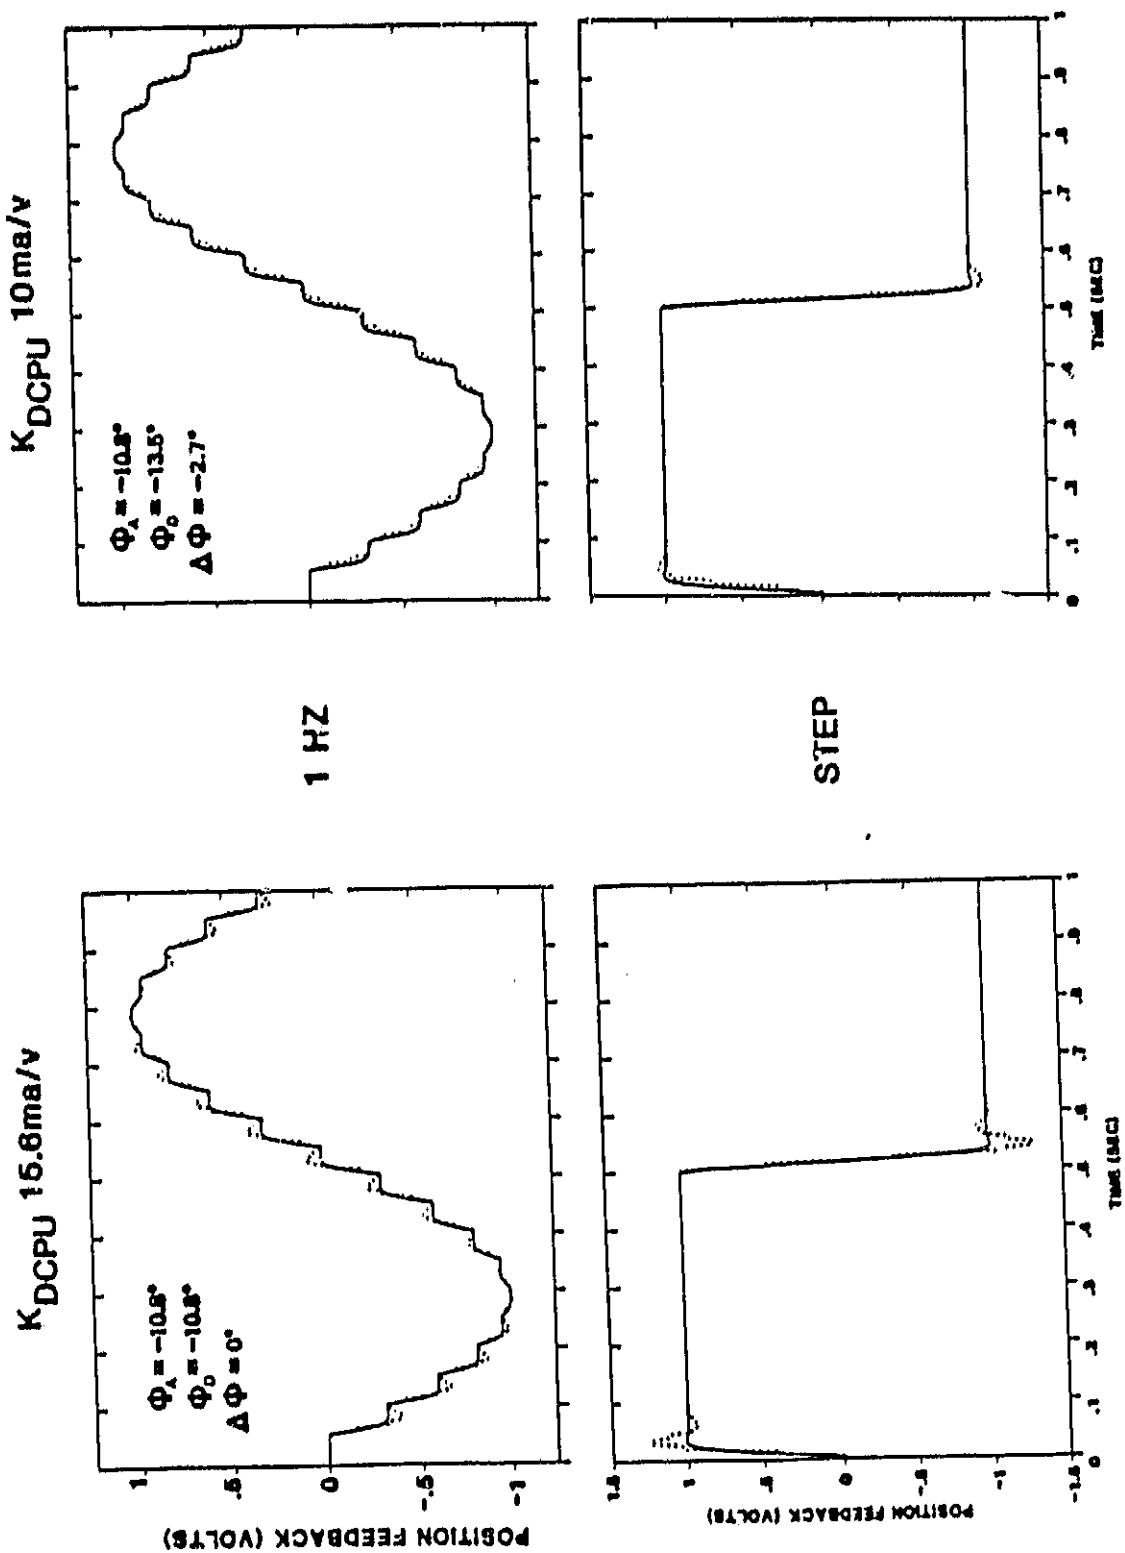 K DCPU 15.6ma/v
K DCPU 10ma/v
Φ_A = -10.8°
Φ_D = -10.8°
ΔΦ = 0°
Φ_A = -10.8°
Φ_D = -13.5°
ΔΦ = -2.7°
1 HZ
POSITION FEEDBACK (VOLTS)
1
.5
0
-.5
-1
STEP
POSITION FEEDBACK (VOLTS)
1.5
1
.5
0
-.5
-1
-1.5
0 .1 .2 .3 .4 .5 .6 .7 .8 .9 1
TIME (SEC)
0 .1 .2 .3 .4 .5 .6 .7 .8 .9 1
TIME (SEC)